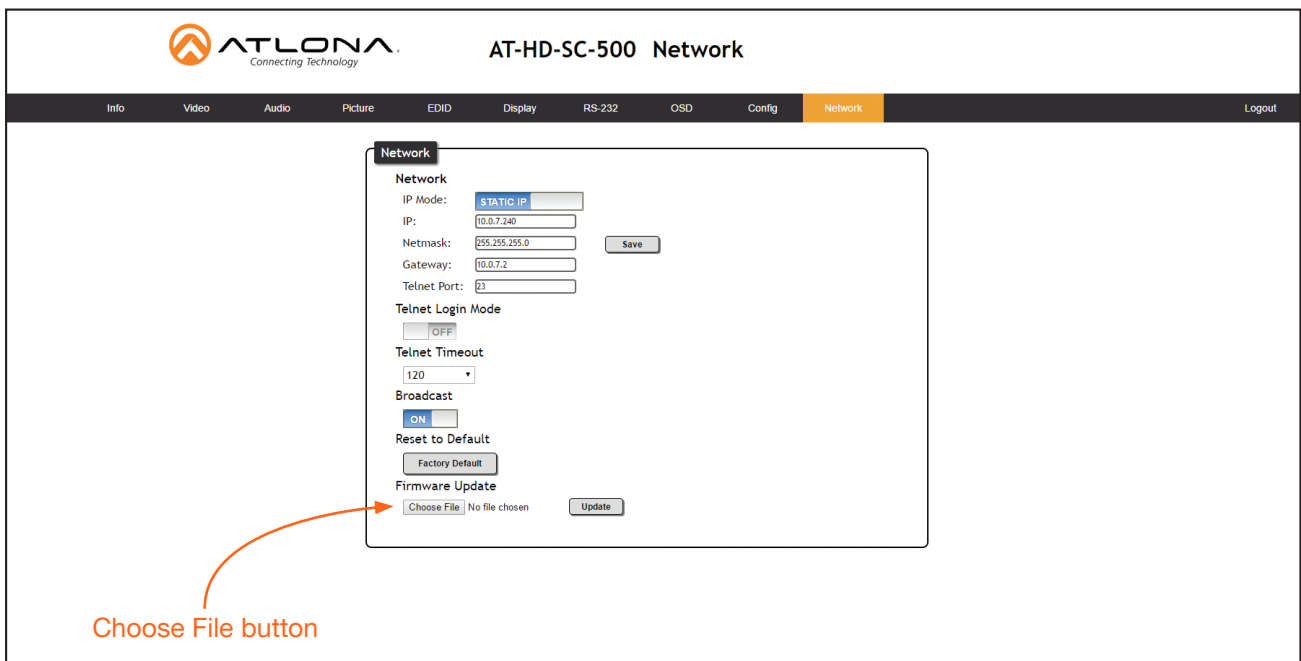 ATLONA.
Connecting Technology
AT-HD-SC-500 Network
Info Video Audio Picture EDID Display RS-232 OSD Config Network Logout
Network
Network
IP Mode: STATIC IP
IP: 10.0.7.240
Netmask: 255.255.255.0 Save
Gateway: 10.0.7.2
Telnet Port: 23
Telnet Login Mode
OFF
Telnet Timeout
120
Broadcast
ON
Reset to Default
Factory Default
Firmware Update
Choose File No file chosen Update
Choose File button